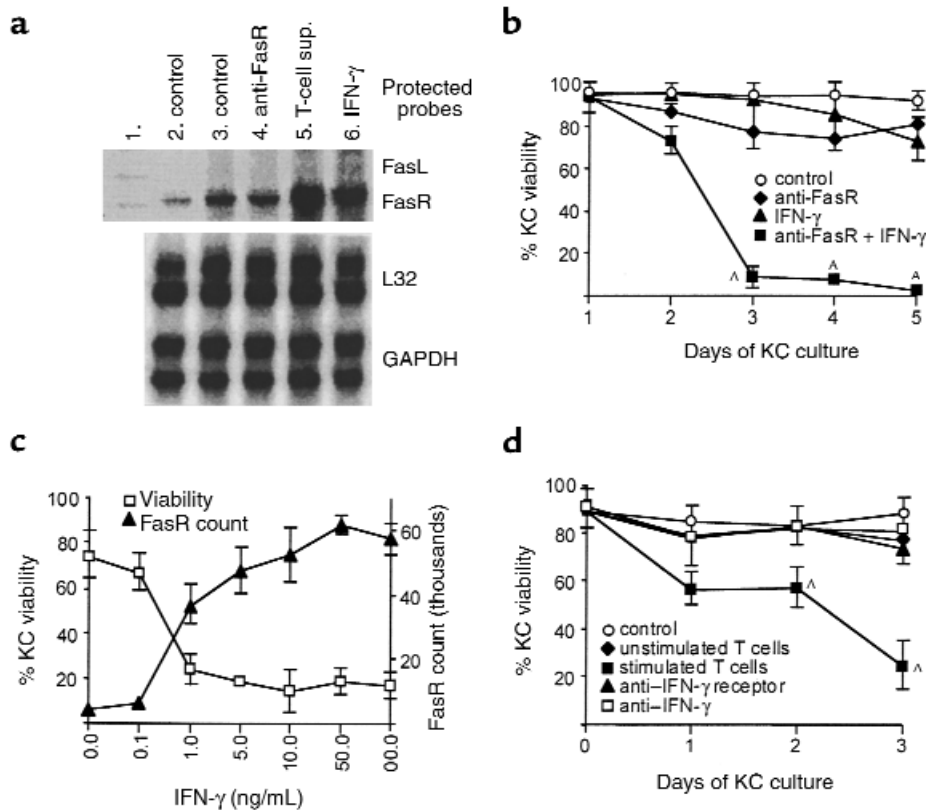 a
1.
2. control
3. control
4. anti-FasR
5. T-cell sup.
6. IFN-γ
Protected
probes
FasL
FasR
L32
GAPDH
b
% KC viability
100
80
60
40
20
control
anti-FasR
IFN-γ
anti-FasR + IFN-γ
^
^
^
1
2
3
4
5
Days of KC culture
c
% KC viability
100
80
60
40
20
Viability
FasR count
60
40
20
FasR count (thousands)
0.0
0.1
1.0
5.0
10.0
50.0
00.0
IFN-γ (ng/mL)
d
% KC viability
100
80
60
40
20
control
unstimulated T cells
stimulated T cells
anti–IFN-γ receptor
anti–IFN-γ
^
^
0
1
2
3
Days of KC culture